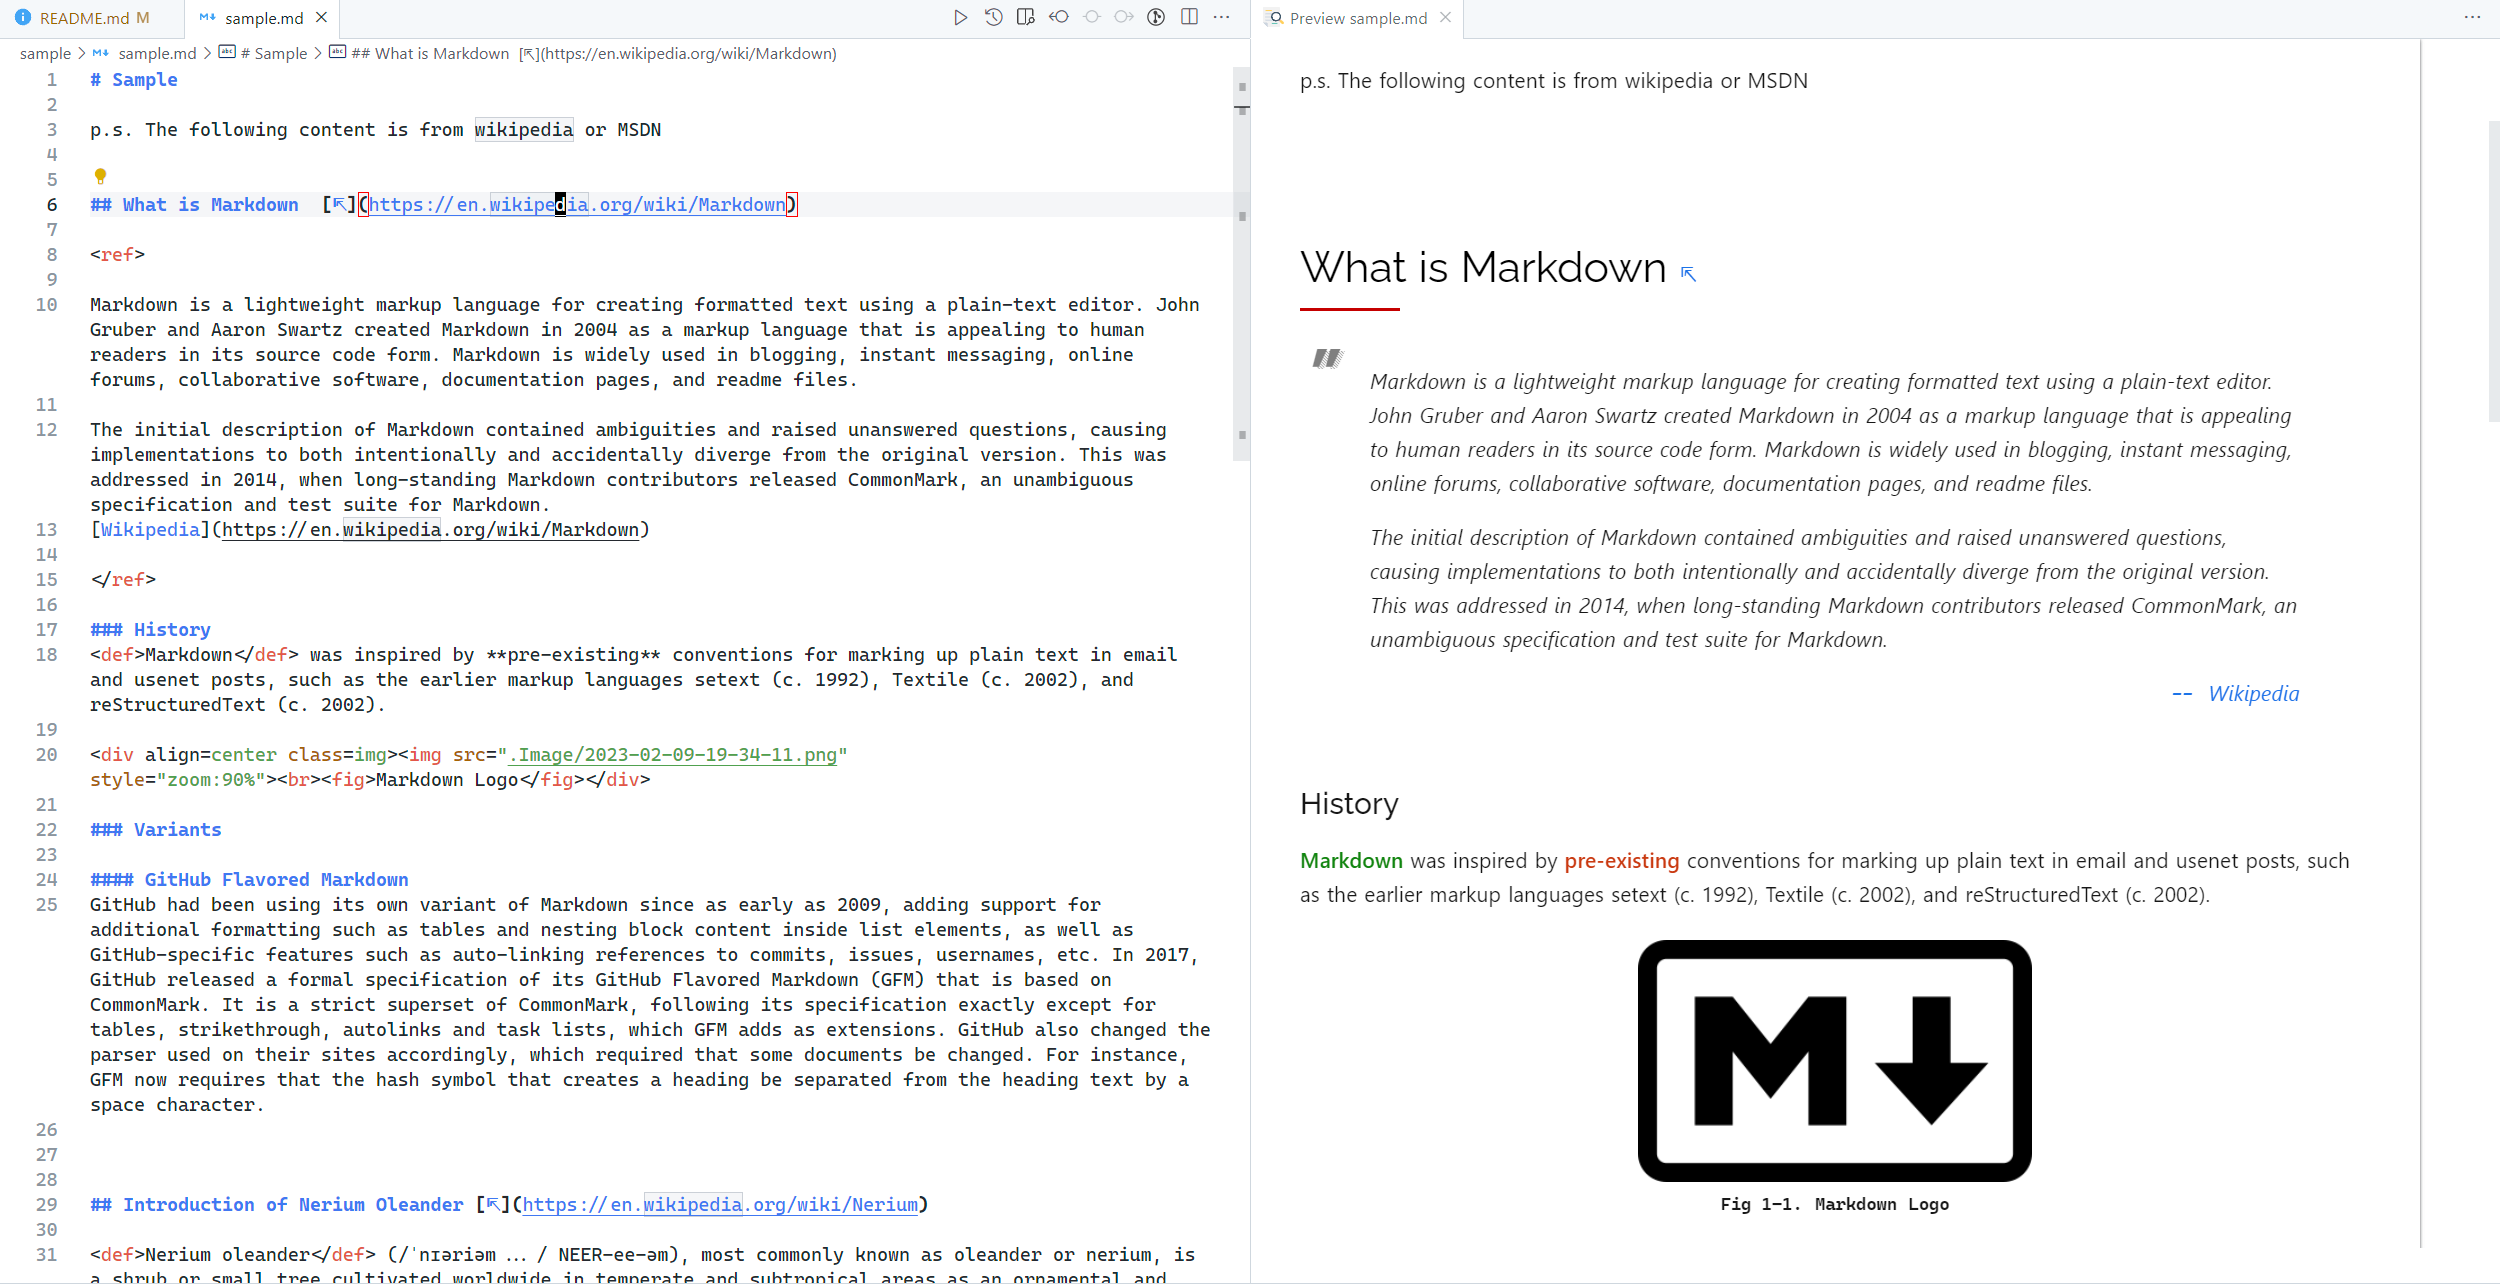 README.md M
sample.md
sample > sample.md > # Sample > ## What is Markdown [⇱](https://en.wikipedia.org/wiki/Markdown)
1 # Sample
2
3 p.s. The following content is from wikipedia or MSDN
4
5
6 ## What is Markdown  [⇱](https://en.wikipedia.org/wiki/Markdown)
7
8 <ref>
9
10 Markdown is a lightweight markup language for creating formatted text using a plain-text editor. John
Gruber and Aaron Swartz created Markdown in 2004 as a markup language that is appealing to human
readers in its source code form. Markdown is widely used in blogging, instant messaging, online
forums, collaborative software, documentation pages, and readme files.
11
12 The initial description of Markdown contained ambiguities and raised unanswered questions, causing
implementations to both intentionally and accidentally diverge from the original version. This was
addressed in 2014, when long-standing Markdown contributors released CommonMark, an unambiguous
specification and test suite for Markdown.
13 [Wikipedia](https://en.wikipedia.org/wiki/Markdown)
14
15 </ref>
16
17 ### History
18 <def>Markdown</def> was inspired by **pre-existing** conventions for marking up plain text in email
and usenet posts, such as the earlier markup languages setext (c. 1992), Textile (c. 2002), and
reStructuredText (c. 2002).
19
20 <div align=center class=img><img src=".Image/2023-02-09-19-34-11.png"
style="zoom:90%"><br><fig>Markdown Logo</fig></div>
21
22 ### Variants
23
24 #### GitHub Flavored Markdown
25 GitHub had been using its own variant of Markdown since as early as 2009, adding support for
additional formatting such as tables and nesting block content inside list elements, as well as
GitHub-specific features such as auto-linking references to commits, issues, usernames, etc. In 2017,
GitHub released a formal specification of its GitHub Flavored Markdown (GFM) that is based on
CommonMark. It is a strict superset of CommonMark, following its specification exactly except for
tables, strikethrough, autolinks and task lists, which GFM adds as extensions. GitHub also changed the
parser used on their sites accordingly, which required that some documents be changed. For instance,
GFM now requires that the hash symbol that creates a heading be separated from the heading text by a
space character.
26
27
28
29 ## Introduction of Nerium Oleander [⇱](https://en.wikipedia.org/wiki/Nerium)
30
31 <def>Nerium oleander</def> (/ˈnɪəriəm ... / NEER-ee-əm), most commonly known as oleander or nerium, is
a shrub or small tree cultivated worldwide in temperate and subtropical areas as an ornamental and
Preview sample.md
p.s. The following content is from wikipedia or MSDN
What is Markdown ⇱
Markdown is a lightweight markup language for creating formatted text using a plain-text editor.
John Gruber and Aaron Swartz created Markdown in 2004 as a markup language that is appealing
to human readers in its source code form. Markdown is widely used in blogging, instant messaging,
online forums, collaborative software, documentation pages, and readme files.
The initial description of Markdown contained ambiguities and raised unanswered questions,
causing implementations to both intentionally and accidentally diverge from the original version.
This was addressed in 2014, when long-standing Markdown contributors released CommonMark, an
unambiguous specification and test suite for Markdown.
-- Wikipedia
History
Markdown was inspired by pre-existing conventions for marking up plain text in email and usenet posts, such
as the earlier markup languages setext (c. 1992), Textile (c. 2002), and reStructuredText (c. 2002).
M
Fig 1-1. Markdown Logo